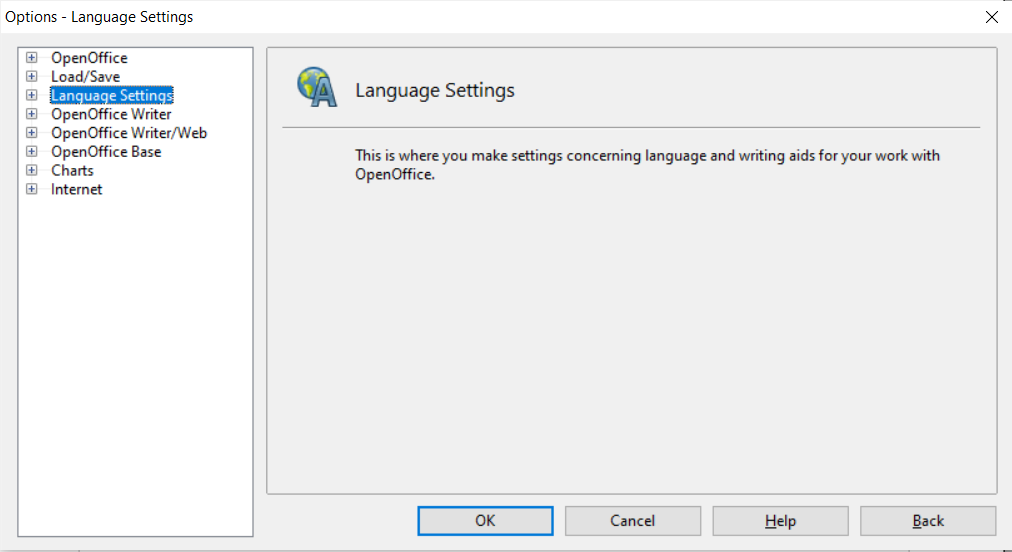 Options - Language Settings
OpenOffice
Load/Save
Language Settings
OpenOffice Writer
OpenOffice Writer/Web
OpenOffice Base
Charts
Internet
Language Settings
This is where you make settings concerning language and writing aids for your work with
OpenOffice.
OK
Cancel
Help
Back